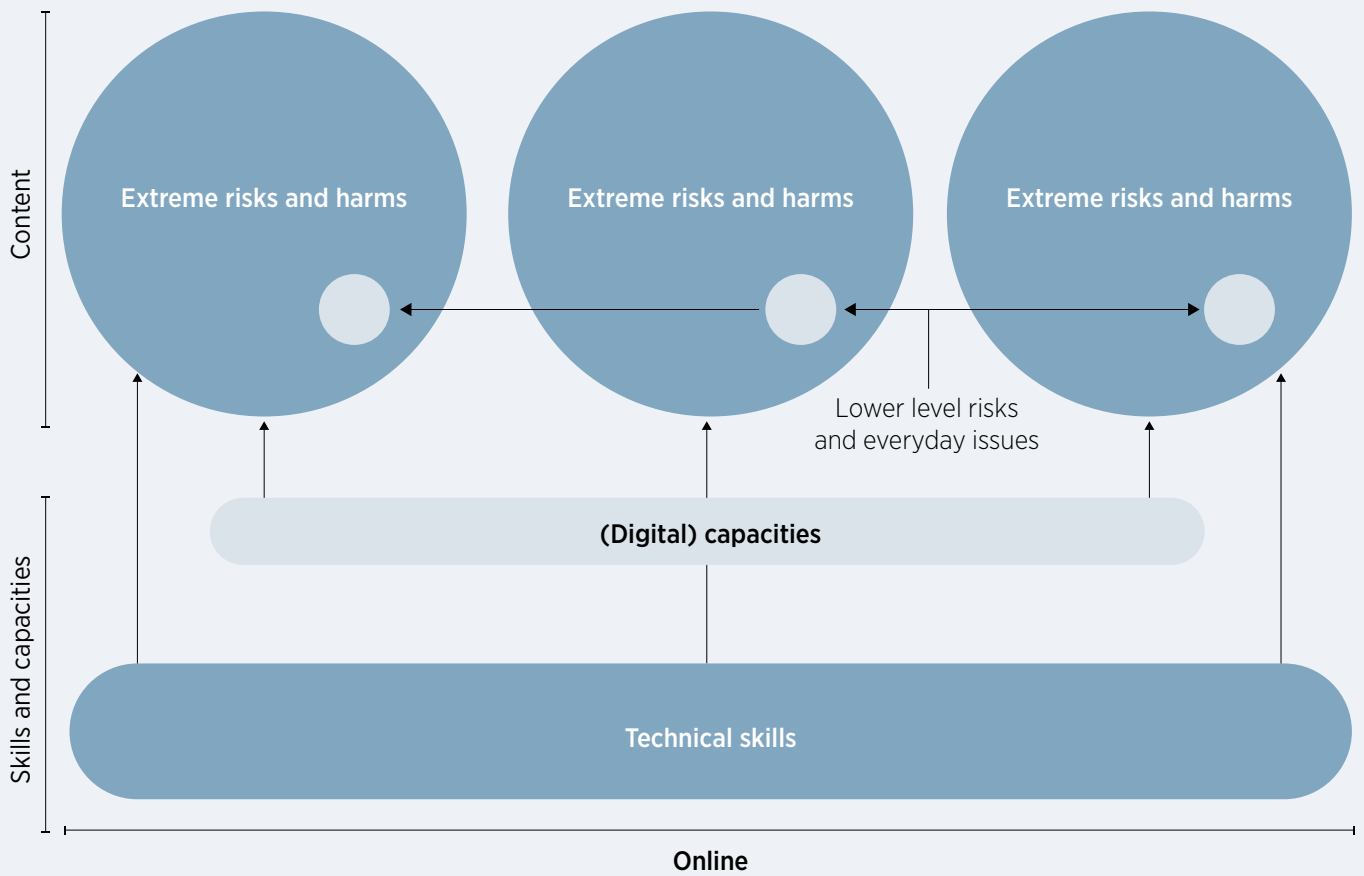 Content
Extreme risks and harms
Extreme risks and harms
Extreme risks and harms
Lower level risks
and everyday issues
Skills and capacities
(Digital) capacities
Technical skills
Online